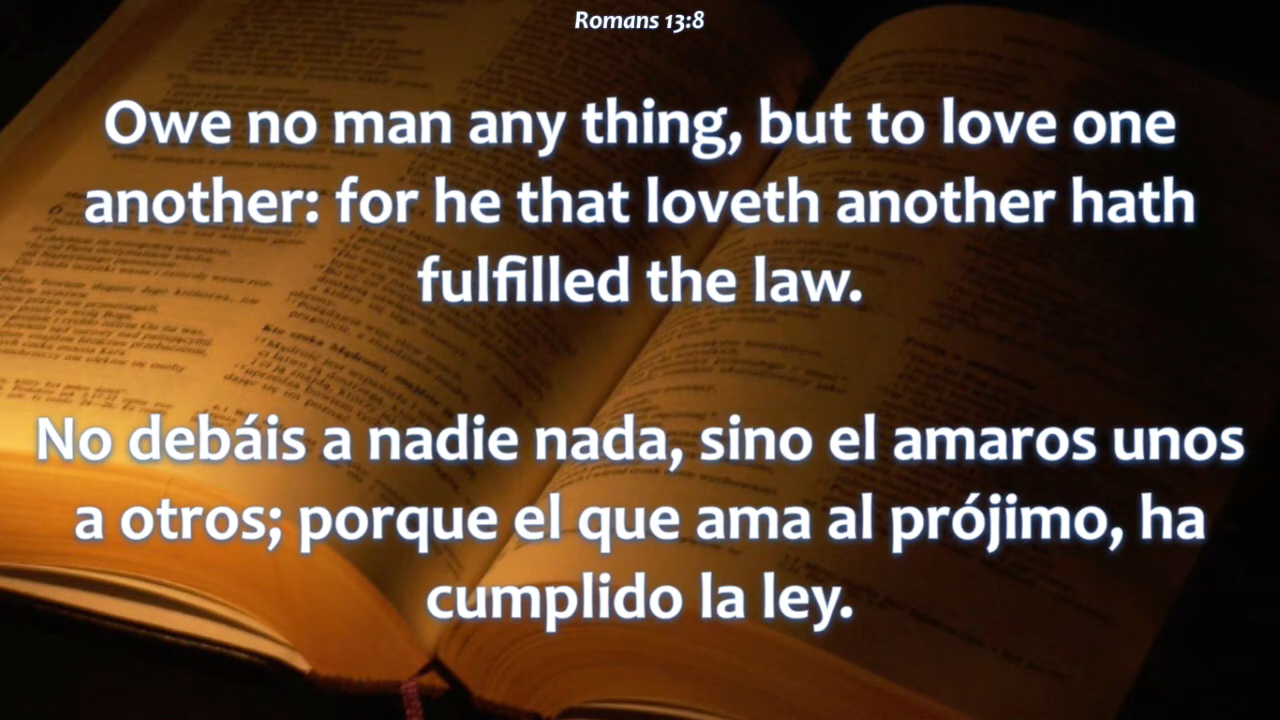 Romans 13:8
Owe no man any thing, but to love one
another: for he that loveth another hath
fulfilled the law.
No debáis a nadie nada, sino el amaros unos
a otros; porque el que ama al prójimo, ha
cumplido la ley.